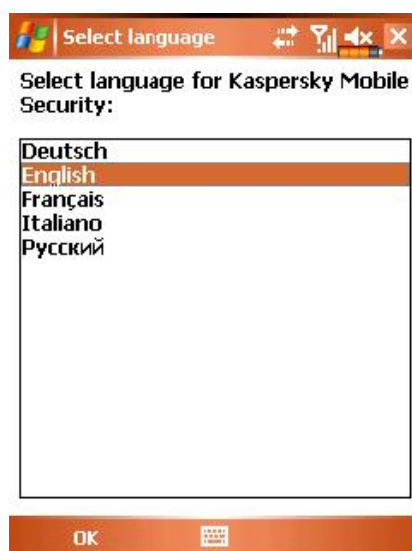 Select language
Select language for Kaspersky Mobile
Security:
Deutsch
English
Français
Italiano
Русский
OK